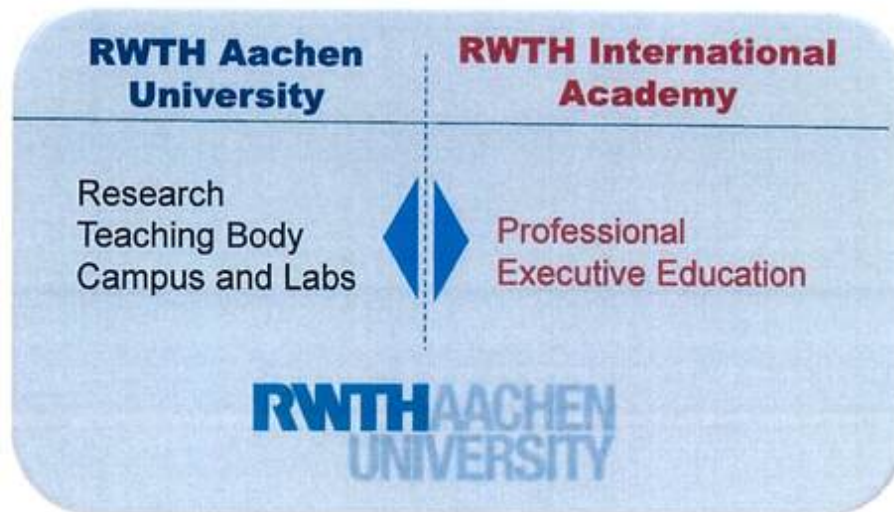 RWTH Aachen
University
RWTH International
Academy
Research
Teaching Body
Campus and Labs
Professional
Executive Education
RWTHAACHEN
UNIVERSITY